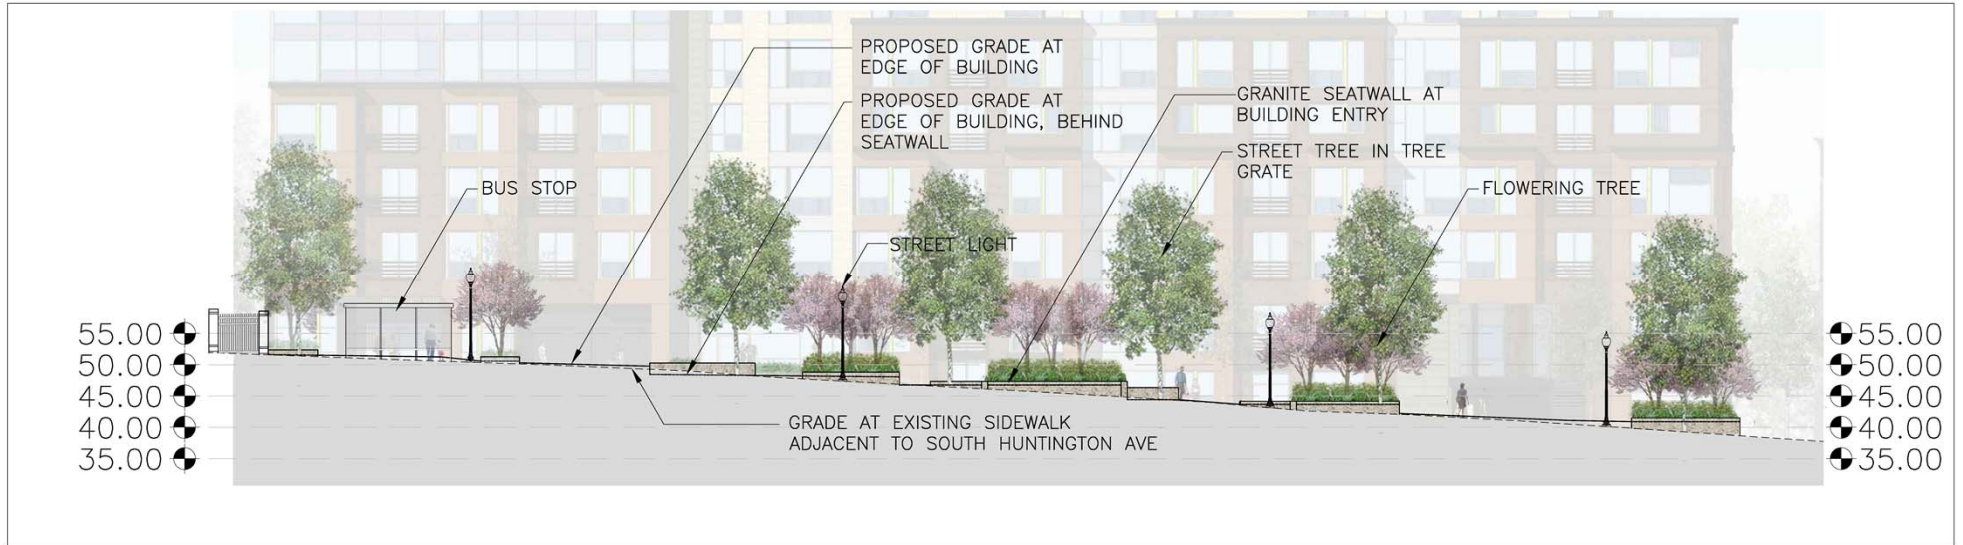 PROPOSED GRADE AT
EDGE OF BUILDING
PROPOSED GRADE AT
EDGE OF BUILDING, BEHIND
SEATWALL
GRANITE SEATWALL AT
BUILDING ENTRY
STREET TREE IN TREE
GRATE
BUS STOP
FLOWERING TREE
STREET LIGHT
55.00
50.00
45.00
40.00
35.00
55.00
50.00
45.00
40.00
35.00
GRADE AT EXISTING SIDEWALK
ADJACENT TO SOUTH HUNTINGTON AVE